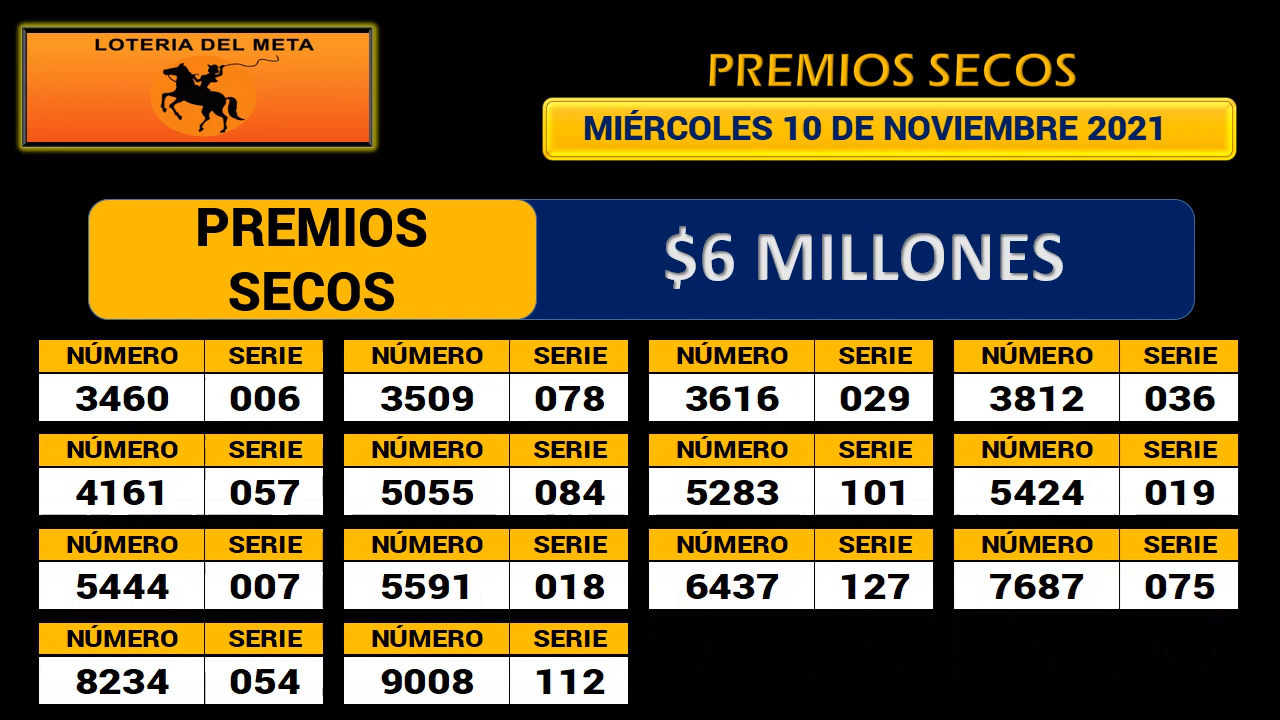 LOTERIA DEL META
PREMIOS SECOS
MIÉRCOLES 10 DE NOVIEMBRE 2021
PREMIOS
SECOS
$6 MILLONES
NÚMERO SERIE NÚMERO SERIE NÚMERO SERIE NÚMERO SERIE
3460 006 3509 078 3616 029 3812 036
NÚMERO SERIE NÚMERO SERIE NÚMERO SERIE NÚMERO SERIE
4161 057 5055 084 5283 101 5424 019
NÚMERO SERIE NÚMERO SERIE NÚMERO SERIE NÚMERO SERIE
5444 007 5591 018 6437 127 7687 075
NÚMERO SERIE NÚMERO SERIE
8234 054 9008 112